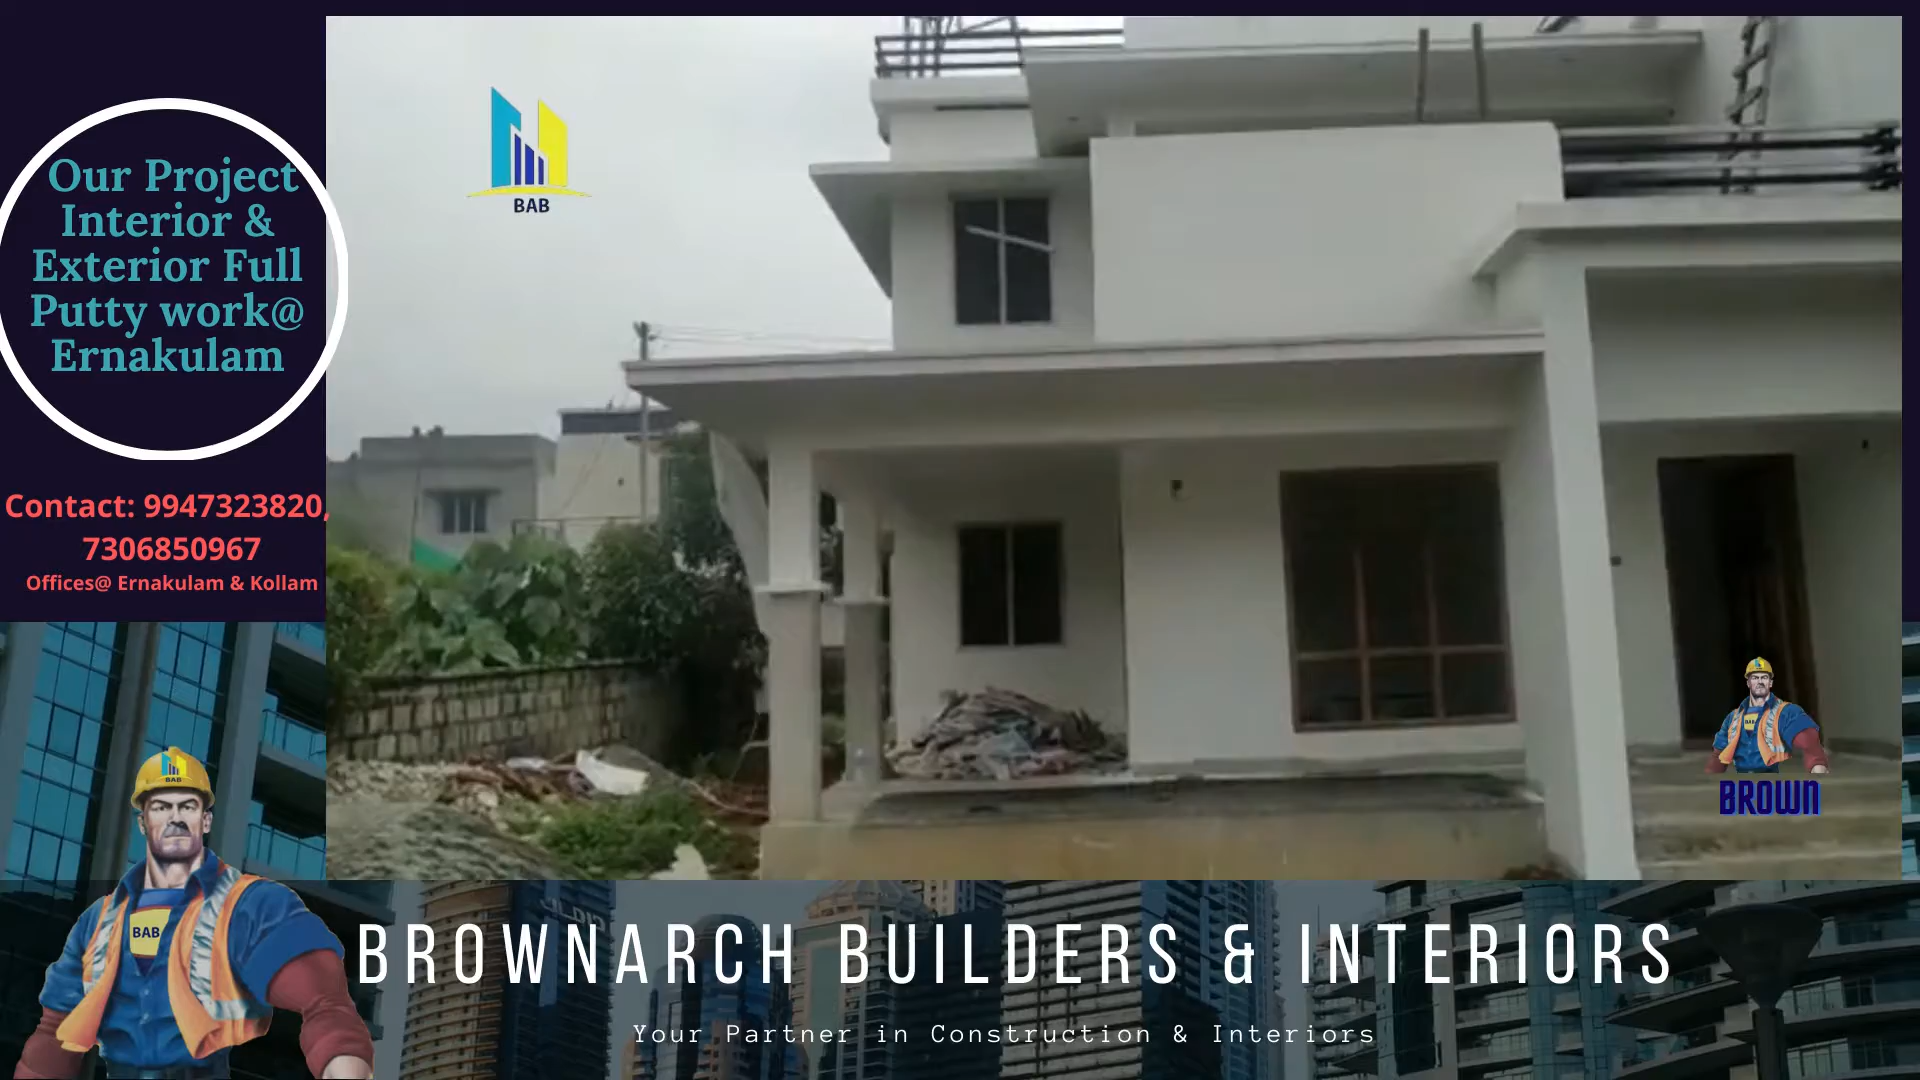 Our Project
Interior &
Exterior Full
Putty work@
Ernakulam
Contact: 9947323820,
7306850967
Offices@ Ernakulam & Kollam
BAB
BROWN
BAB
BAB
BROWNARCH BUILDERS & INTERIORS
Your Partner in Construction & Interiors